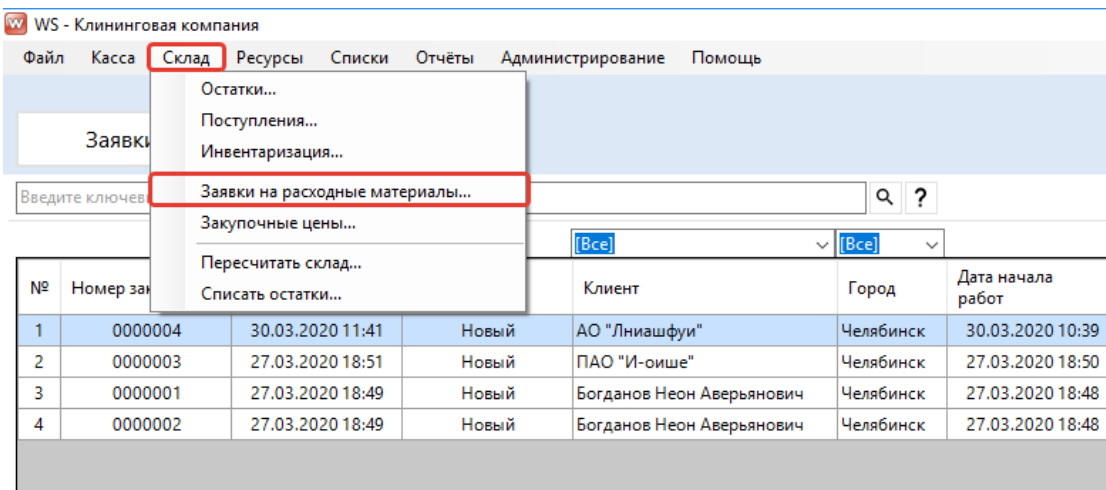 WS - Клининговая компания
Файл Касса Склад Ресурсы Списки Отчёты Администрирование Помощь
Остатки...
Поступления...
Заявки
Инвентаризация...
Заявки на расходные материалы...
Введите ?
Закупочные цены...
[Все] [Все]
Пересчитать склад...
№ Номер Клиент Город Дата начала
работ
Списать остатки...
1 0000004 30.03.2020 11:41 Новый АО "Лниашфуи" Челябинск 30.03.2020 10:39
2 0000003 27.03.2020 18:51 Новый ПАО "И-оише" Челябинск 27.03.2020 18:50
3 0000001 27.03.2020 18:49 Новый Богданов Неон Аверьянович Челябинск 27.03.2020 18:48
4 0000002 27.03.2020 18:49 Новый Богданов Неон Аверьянович Челябинск 27.03.2020 18:48